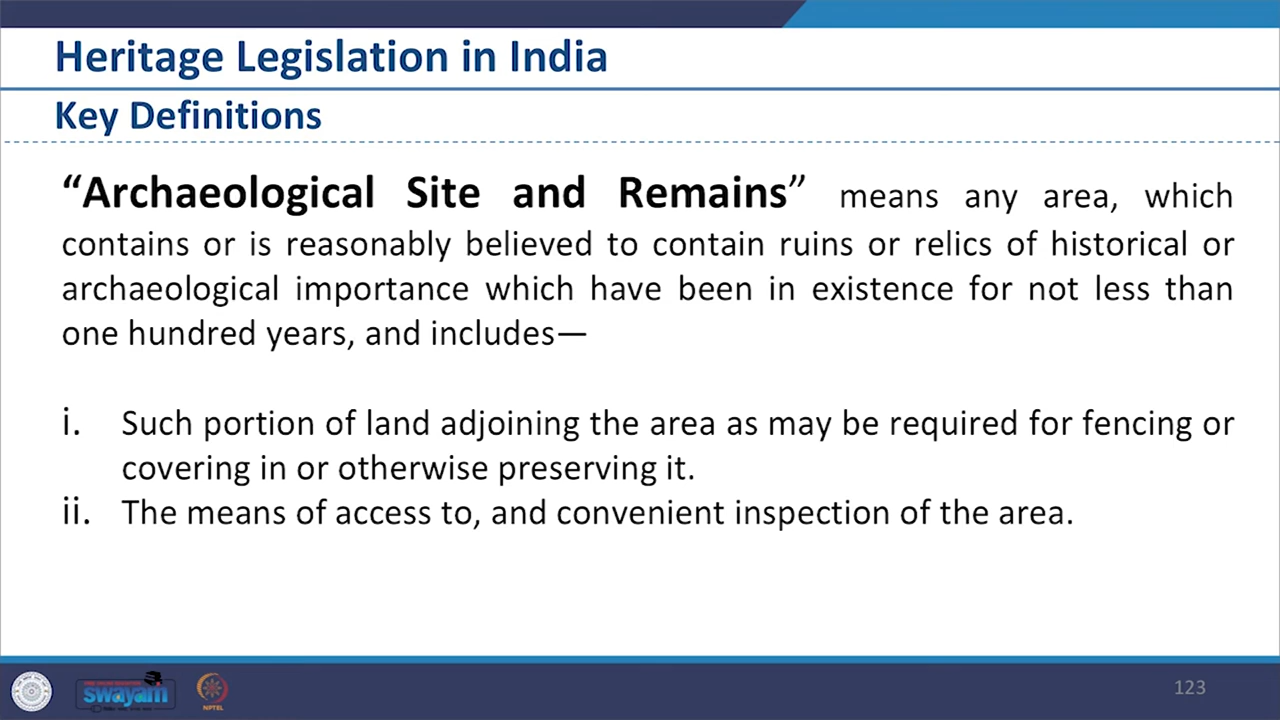 Heritage Legislation in India
Key Definitions
“Archaeological Site and Remains” means any area, which
contains or is reasonably believed to contain ruins or relics of historical or
archaeological importance which have been in existence for not less than
one hundred years, and includes—
i. Such portion of land adjoining the area as may be required for fencing or
covering in or otherwise preserving it.
ii. The means of access to, and convenient inspection of the area.
swayam
NPTEL
123